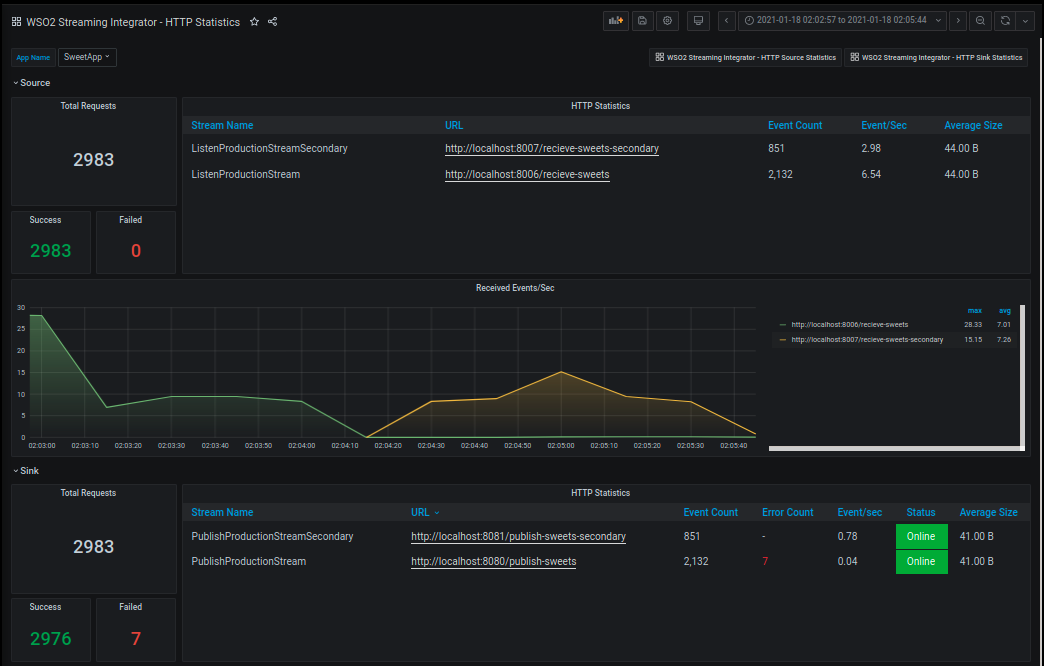 WSO2 Streaming Integrator - HTTP Statistics
2021-01-18 02:02:57 to 2021-01-18 02:05:44
App Name SweetApp
WSO2 Streaming Integrator - HTTP Source Statistics
WSO2 Streaming Integrator - HTTP Sink Statistics
Source
Total Requests
2983
Success Failed
2983 0
HTTP Statistics
Stream Name URL Event Count Event/Sec Average Size
ListenProductionStreamSecondary http://localhost:8007/recieve-sweets-secondary 851 2.98 44.00 B
ListenProductionStream http://localhost:8006/recieve-sweets 2,132 6.54 44.00 B
Received Events/Sec
30
25
20
15
10
5
0
02:03:00 02:03:10 02:03:20 02:03:30 02:03:40 02:03:50 02:04:00 02:04:10 02:04:20 02:04:30 02:04:40 02:04:50 02:05:00 02:05:10 02:05:20 02:05:30 02:05:40
max avg
http://localhost:8006/recieve-sweets 28.33 7.01
http://localhost:8007/recieve-sweets-secondary 15.15 7.26
Sink
Total Requests
2983
Success Failed
2976 7
HTTP Statistics
Stream Name URL Event Count Error Count Event/sec Status Average Size
PublishProductionStreamSecondary http://localhost:8081/publish-sweets-secondary 851 - 0.78 Online 41.00 B
PublishProductionStream http://localhost:8080/publish-sweets 2,132 7 0.04 Online 41.00 B